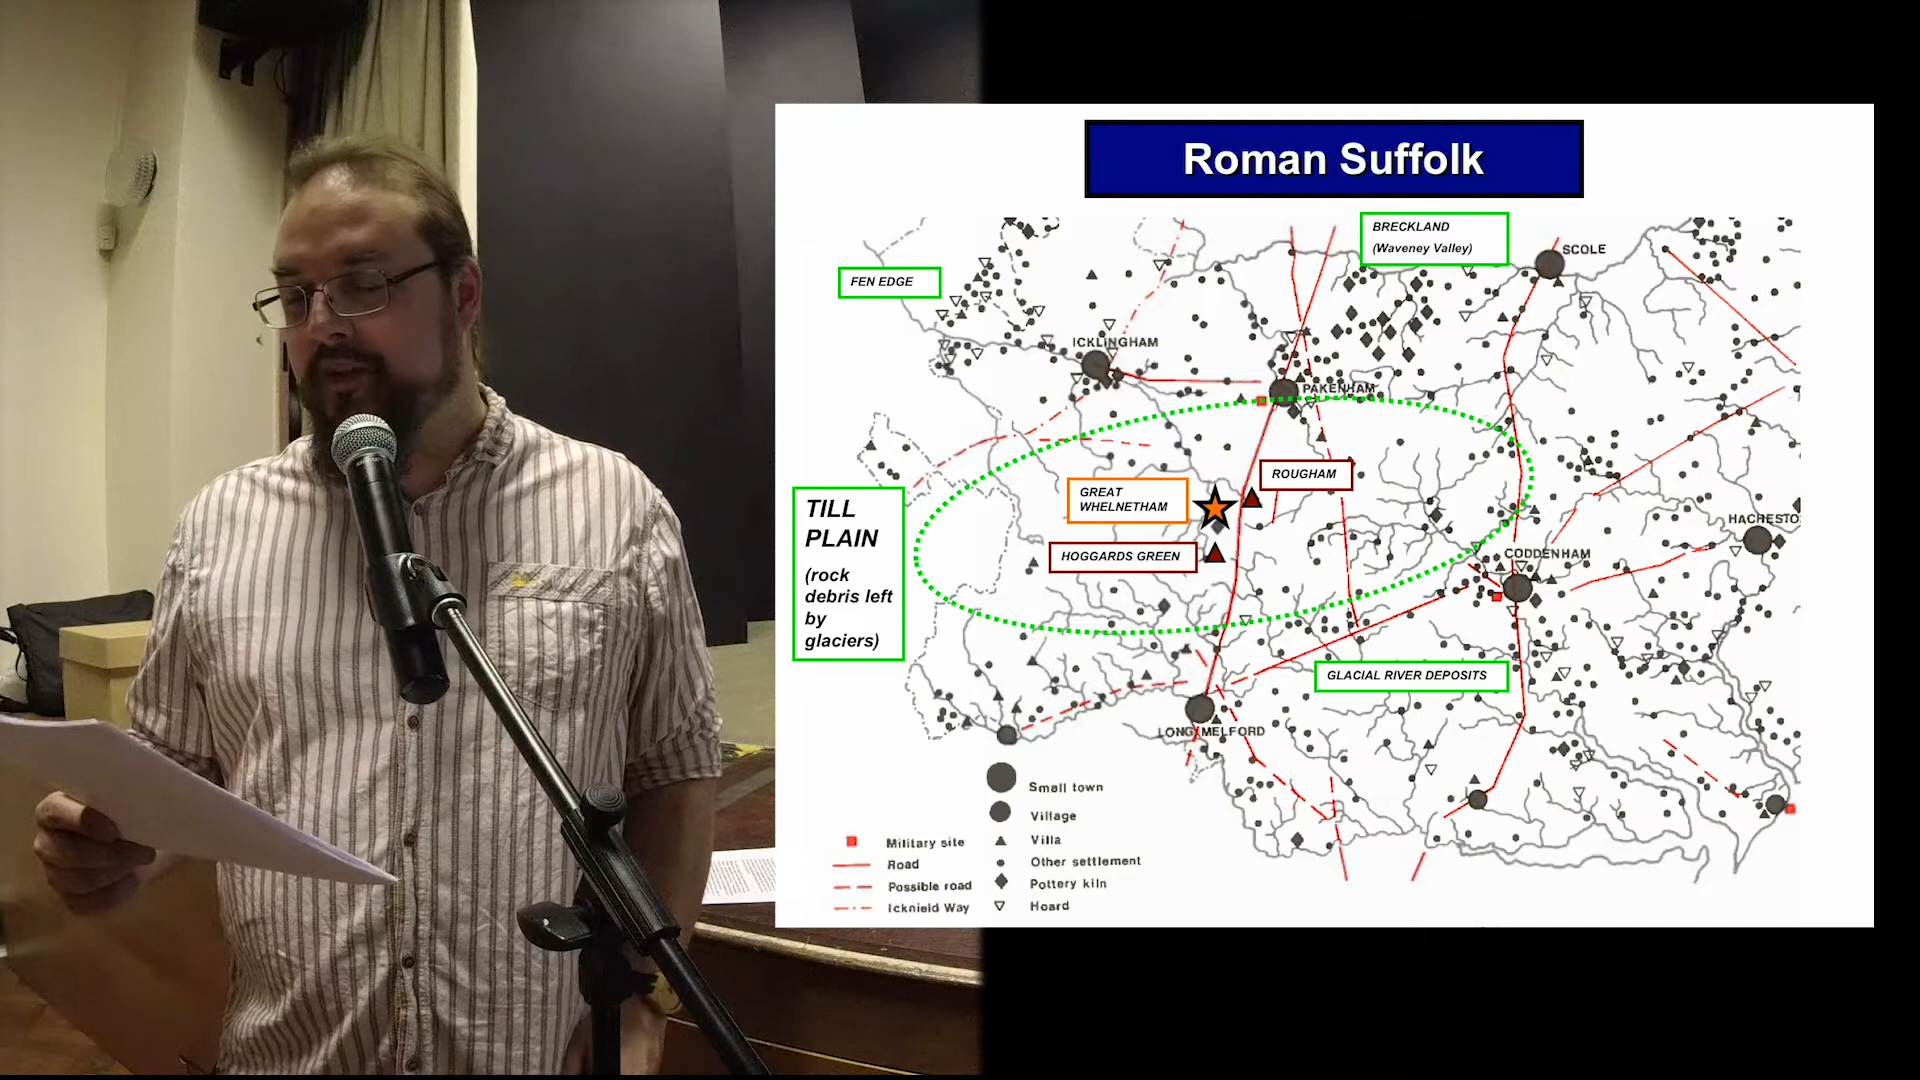 Roman Suffolk
BRECKLAND
(Waveney Valley)
SCOLE
FEN EDGE
ICKLINGHAM
PAKENHAM
ROUGHAM
GREAT
WHELNETHAM
TILL
PLAIN
(rock
debris left
by
glaciers)
HOGGARDS GREEN
HACHESTO
CODDENHAM
GLACIAL RIVER DEPOSITS
LONG MELFORD
Small town
Village
Military site
Villa
Road
Other settlement
Possible road
Pottery kiln
Icknield Way
Hoard